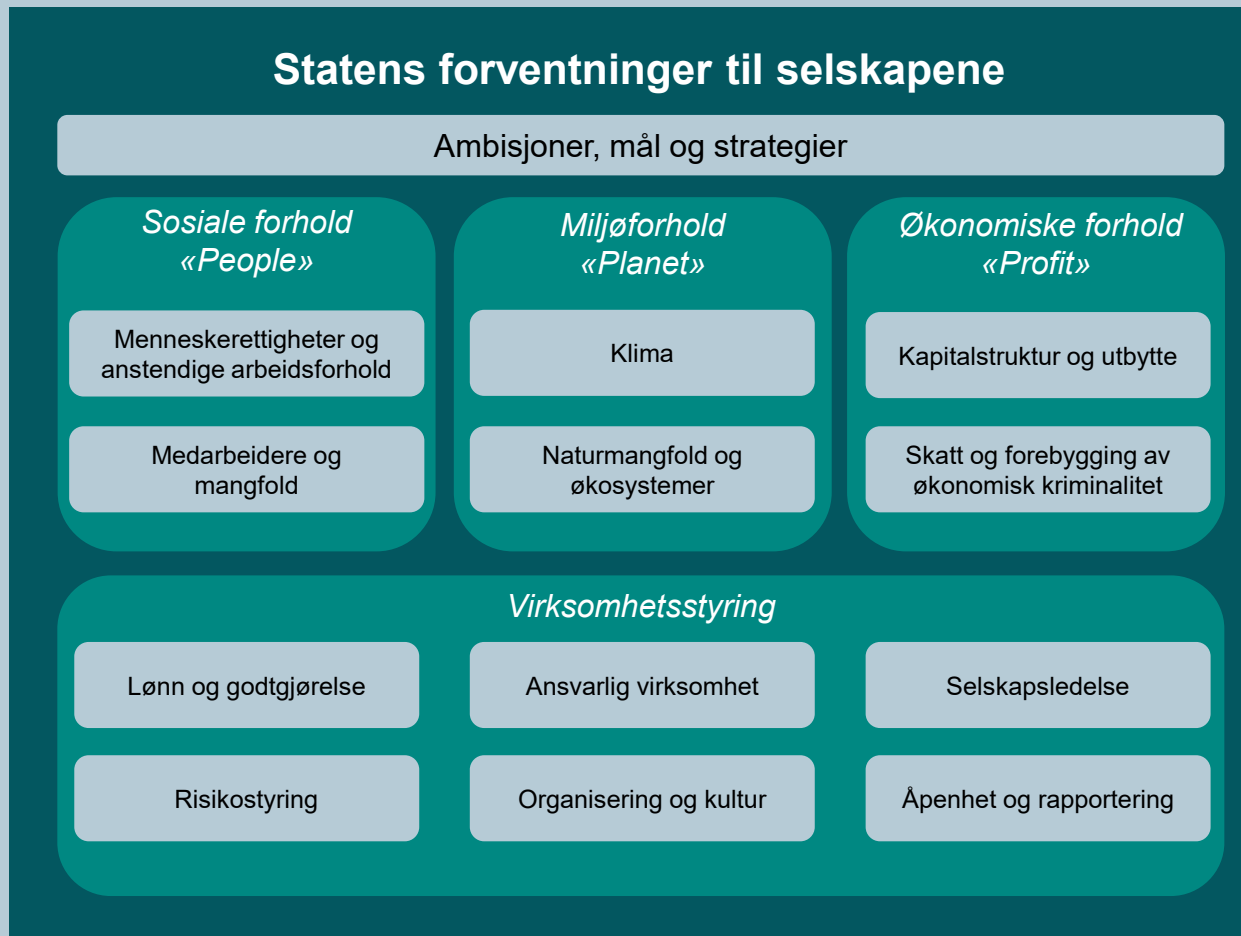 Statens forventninger til selskapene
Ambisjoner, mål og strategier
Sosiale forhold
«People»
Menneskerettigheter og
anstendige arbeidsforhold
Medarbeidere og
mangfold
Miljøforhold
«Planet»
Klima
Naturmangfold og
økosystemer
Økonomiske forhold
«Profit»
Kapitalstruktur og utbytte
Skatt og forebygging av
økonomisk kriminalitet
Virksomhetsstyring
Lønn og godtgjørelse
Ansvarlig virksomhet
Selskapsledelse
Risikostyring
Organisering og kultur
Åpenhet og rapportering